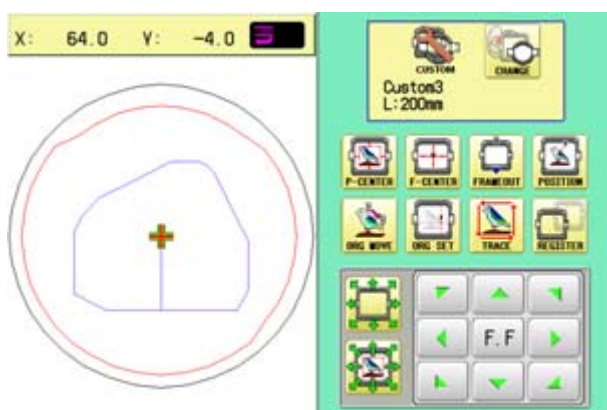 X: 64.0 Y: -4.0
CUSTOM CHANGE
Custom3
L:200mm
P-CENTER F-CENTER FRAMEOUT POSITION
ORG MOVE ORG SET TRACE REGISTER
F.F